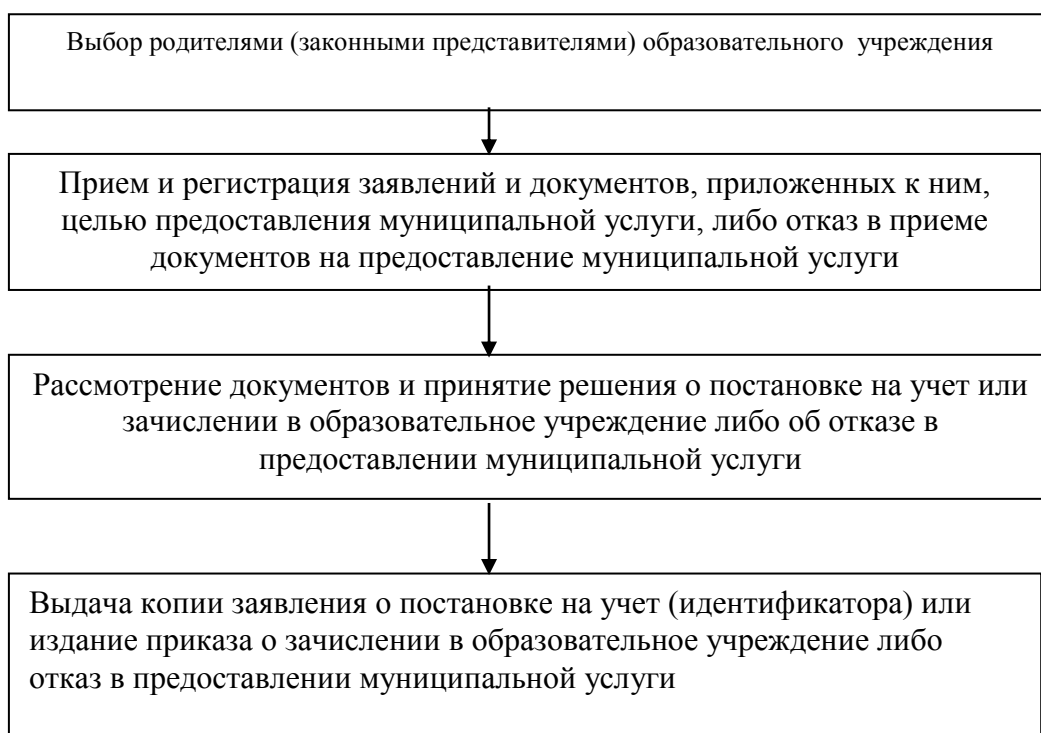 Выбор родителями (законными представителями) образовательного  учреждения
Прием и регистрация заявлений и документов, приложенных к ним,
целью предоставления муниципальной услуги, либо отказ в приеме
документов на предоставление муниципальной услуги
Рассмотрение документов и принятие решения о постановке на учет или
зачислении в образовательное учреждение либо об отказе в
предоставлении муниципальной услуги
Выдача копии заявления о постановке на учет (идентификатора) или
издание приказа о зачислении в образовательное учреждение либо
отказ в предоставлении муниципальной услуги